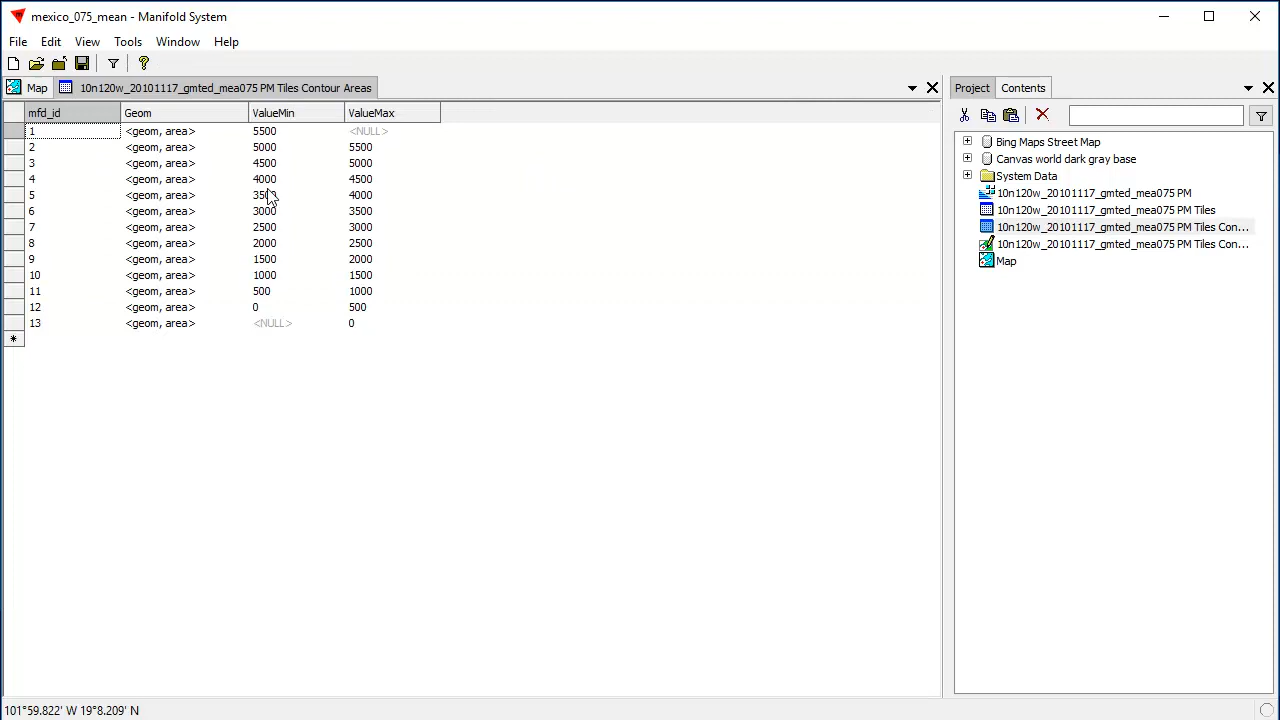 mexico_075_mean - Manifold System
File Edit View Tools Window Help
Map 10n120w_20101117_gmted_mea075 PM Tiles Contour Areas
Project Contents
mfd_id Geom ValueMin ValueMax
1 <geom, area> 5500 <NULL>
2 <geom, area> 5000 5500
3 <geom, area> 4500 5000
4 <geom, area> 4000 4500
5 <geom, area> 3500 4000
6 <geom, area> 3000 3500
7 <geom, area> 2500 3000
8 <geom, area> 2000 2500
9 <geom, area> 1500 2000
10 <geom, area> 1000 1500
11 <geom, area> 500 1000
12 <geom, area> 0 500
13 <geom, area> <NULL> 0
Bing Maps Street Map
Canvas world dark gray base
System Data
10n120w_20101117_gmted_mea075 PM
10n120w_20101117_gmted_mea075 PM Tiles
10n120w_20101117_gmted_mea075 PM Tiles Con...
10n120w_20101117_gmted_mea075 PM Tiles Con...
Map
101°59.822' W 19°8.209' N